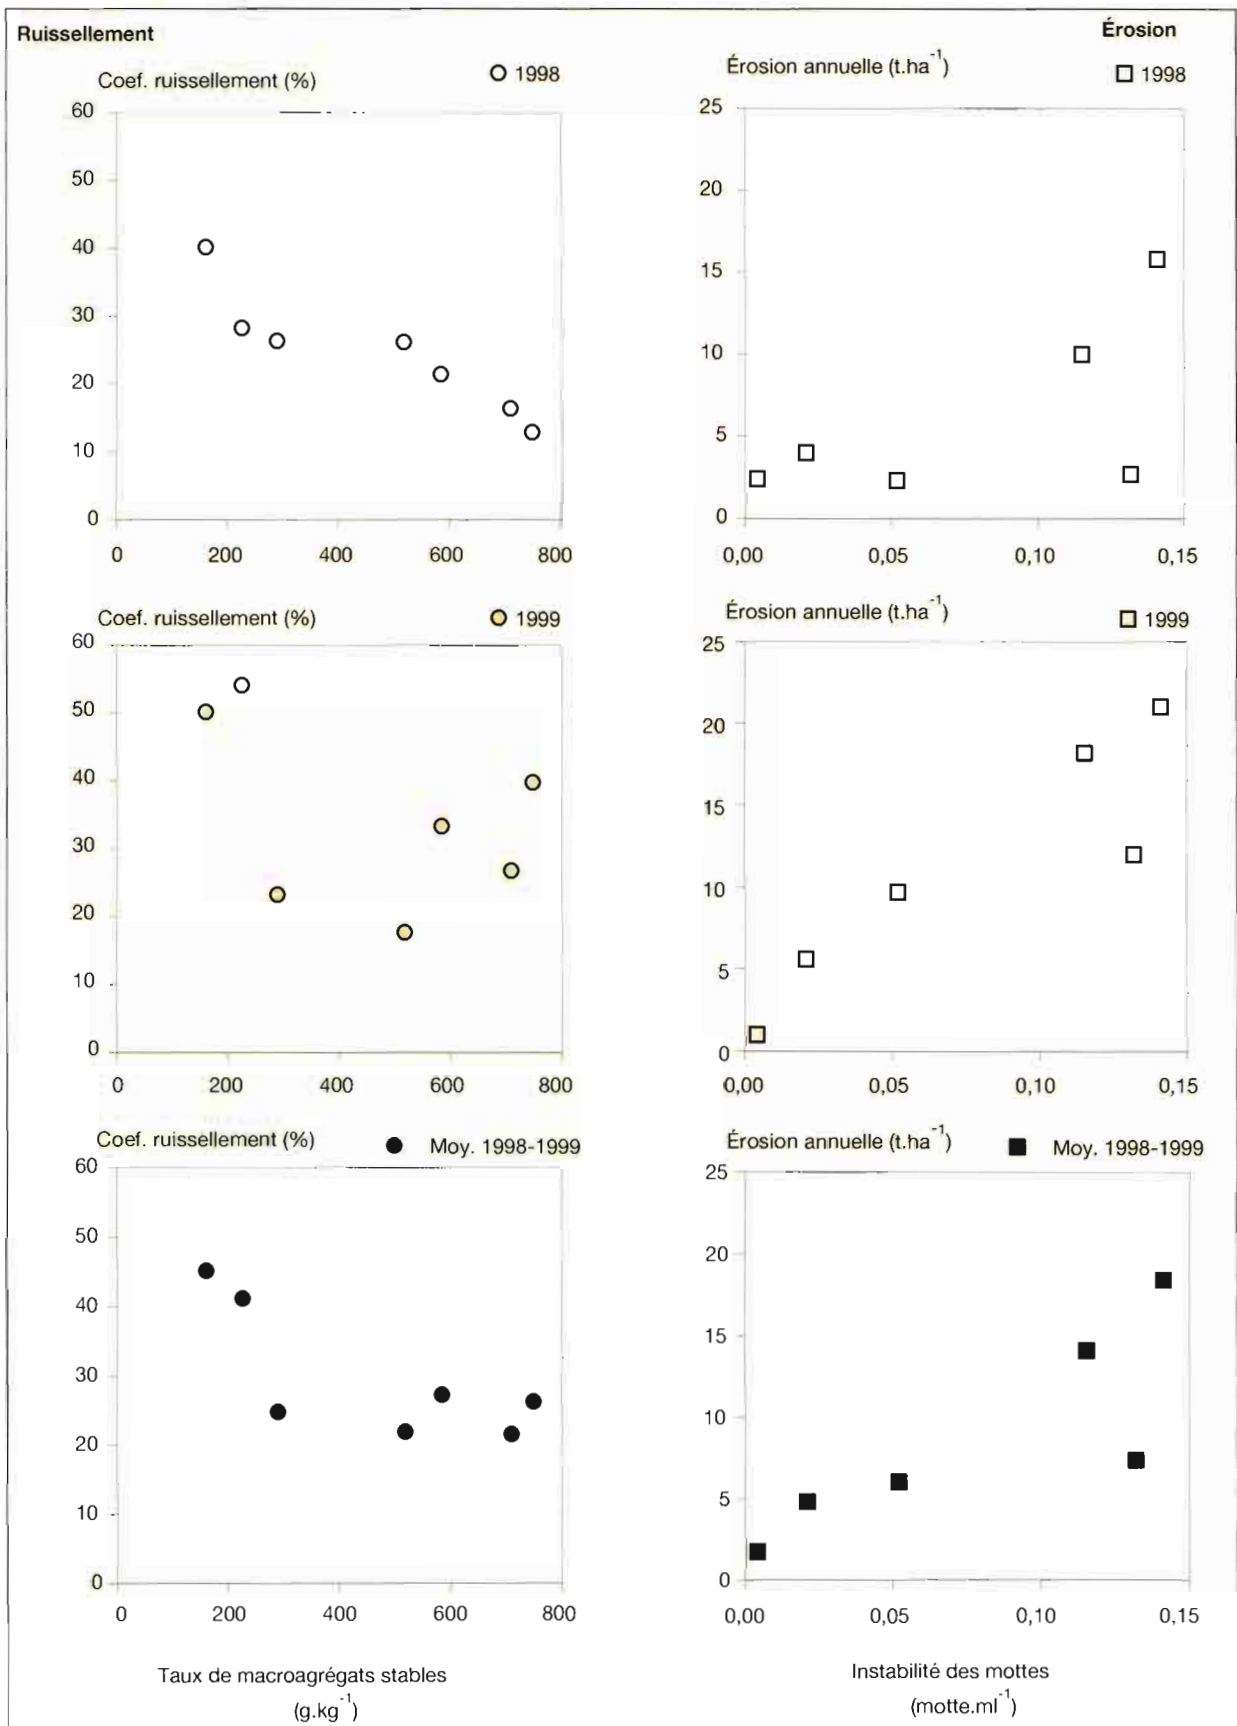 Ruissellement
Érosion
Coef. ruissellement (%)
1998
60
50
40
30
20
10
0
0 200 400 600 800
Érosion annuelle (t.ha⁻¹)
1998
25
20
15
10
5
0
0,00 0,05 0,10 0,15
Coef. ruissellement (%)
1999
60
50
40
30
20
10
0
0 200 400 600 800
Érosion annuelle (t.ha⁻¹)
1999
25
20
15
10
5
0
0,00 0,05 0,10 0,15
Coef. ruissellement (%)
Moy. 1998-1999
60
50
40
30
20
10
0
0 200 400 600 800
Taux de macroagrégats stables
(g.kg⁻¹)
Érosion annuelle (t.ha⁻¹)
Moy. 1998-1999
25
20
15
10
5
0
0,00 0,05 0,10 0,15
Instabilité des mottes
(motte.ml⁻¹)